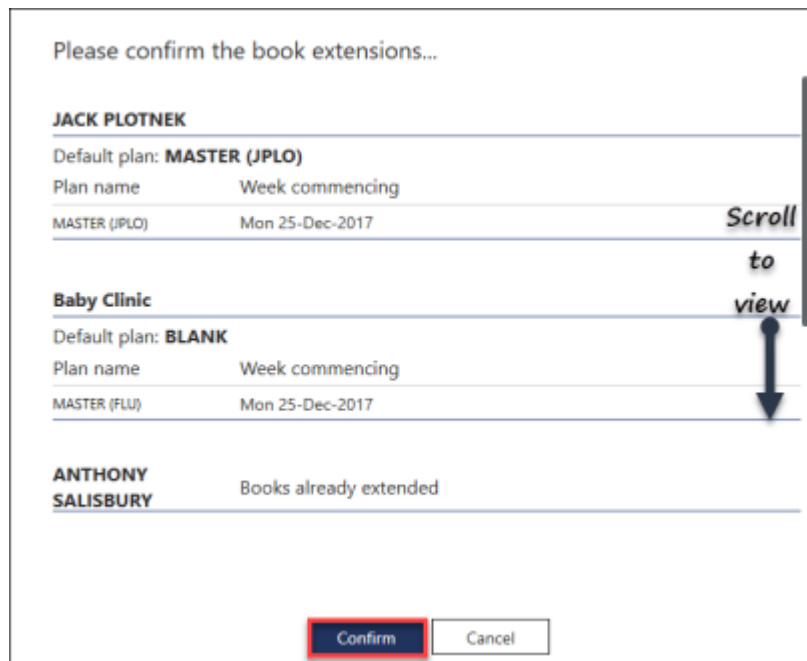 Please confirm the book extensions...
JACK PLOTNEK
Default plan: MASTER (JPLO)
Plan name Week commencing
MASTER (JPLO) Mon 25-Dec-2017
Scroll
to
view
Baby Clinic
Default plan: BLANK
Plan name Week commencing
MASTER (FLU) Mon 25-Dec-2017
ANTHONY
SALISBURY
Books already extended
Confirm Cancel